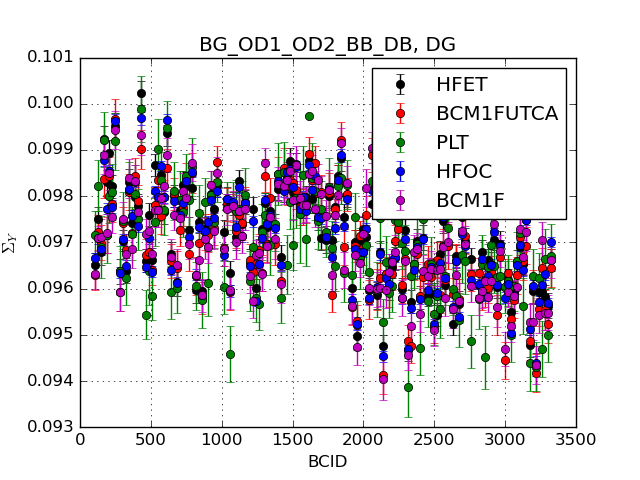 BG_OD1_OD2_BB_DB, DG
0.101
0.100
0.099
0.098
0.097
0.096
0.095
0.094
0.093
Σ_Y
HFET
BCM1FUTCA
PLT
HFOC
BCM1F
0 500 1000 1500 2000 2500 3000 3500
BCID